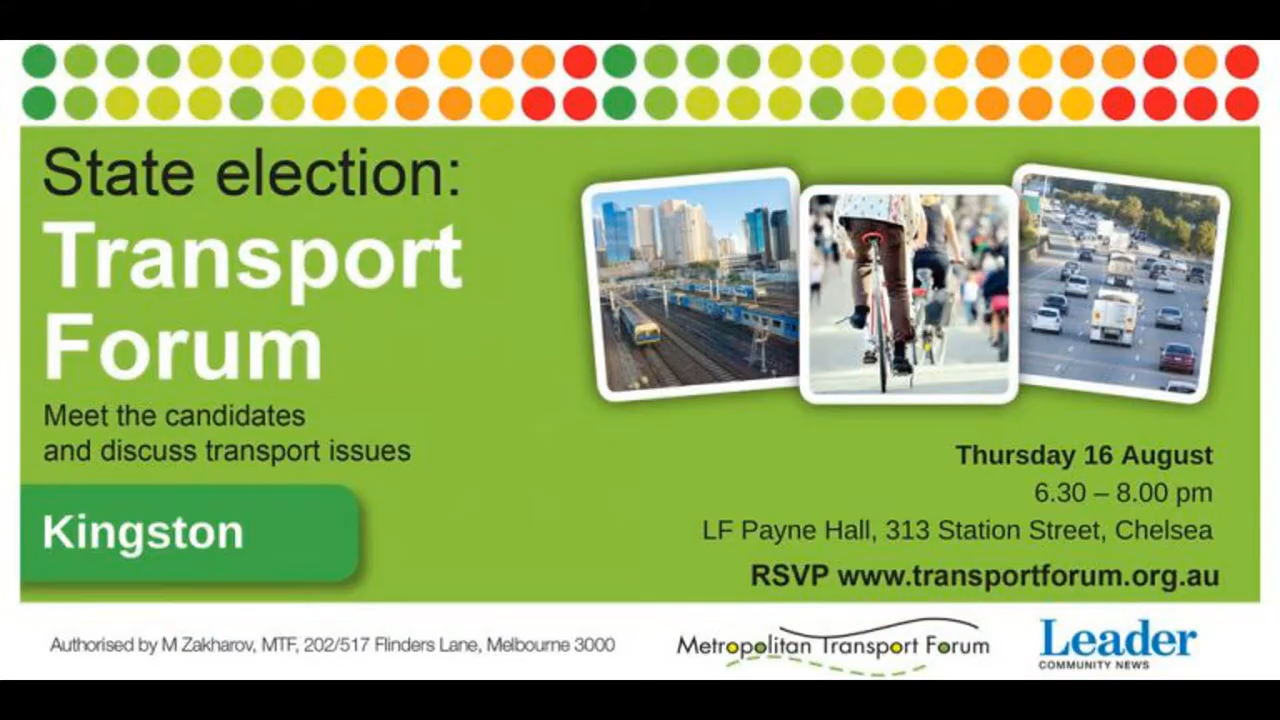 State election:
Transport
Forum
Meet the candidates
and discuss transport issues
Kingston
Thursday 16 August
6.30 – 8.00 pm
LF Payne Hall, 313 Station Street, Chelsea
RSVP www.transportforum.org.au
Authorised by M Zakharov, MTF, 202/517 Flinders Lane, Melbourne 3000
Metropolitan Transport Forum
Leader
COMMUNITY NEWS